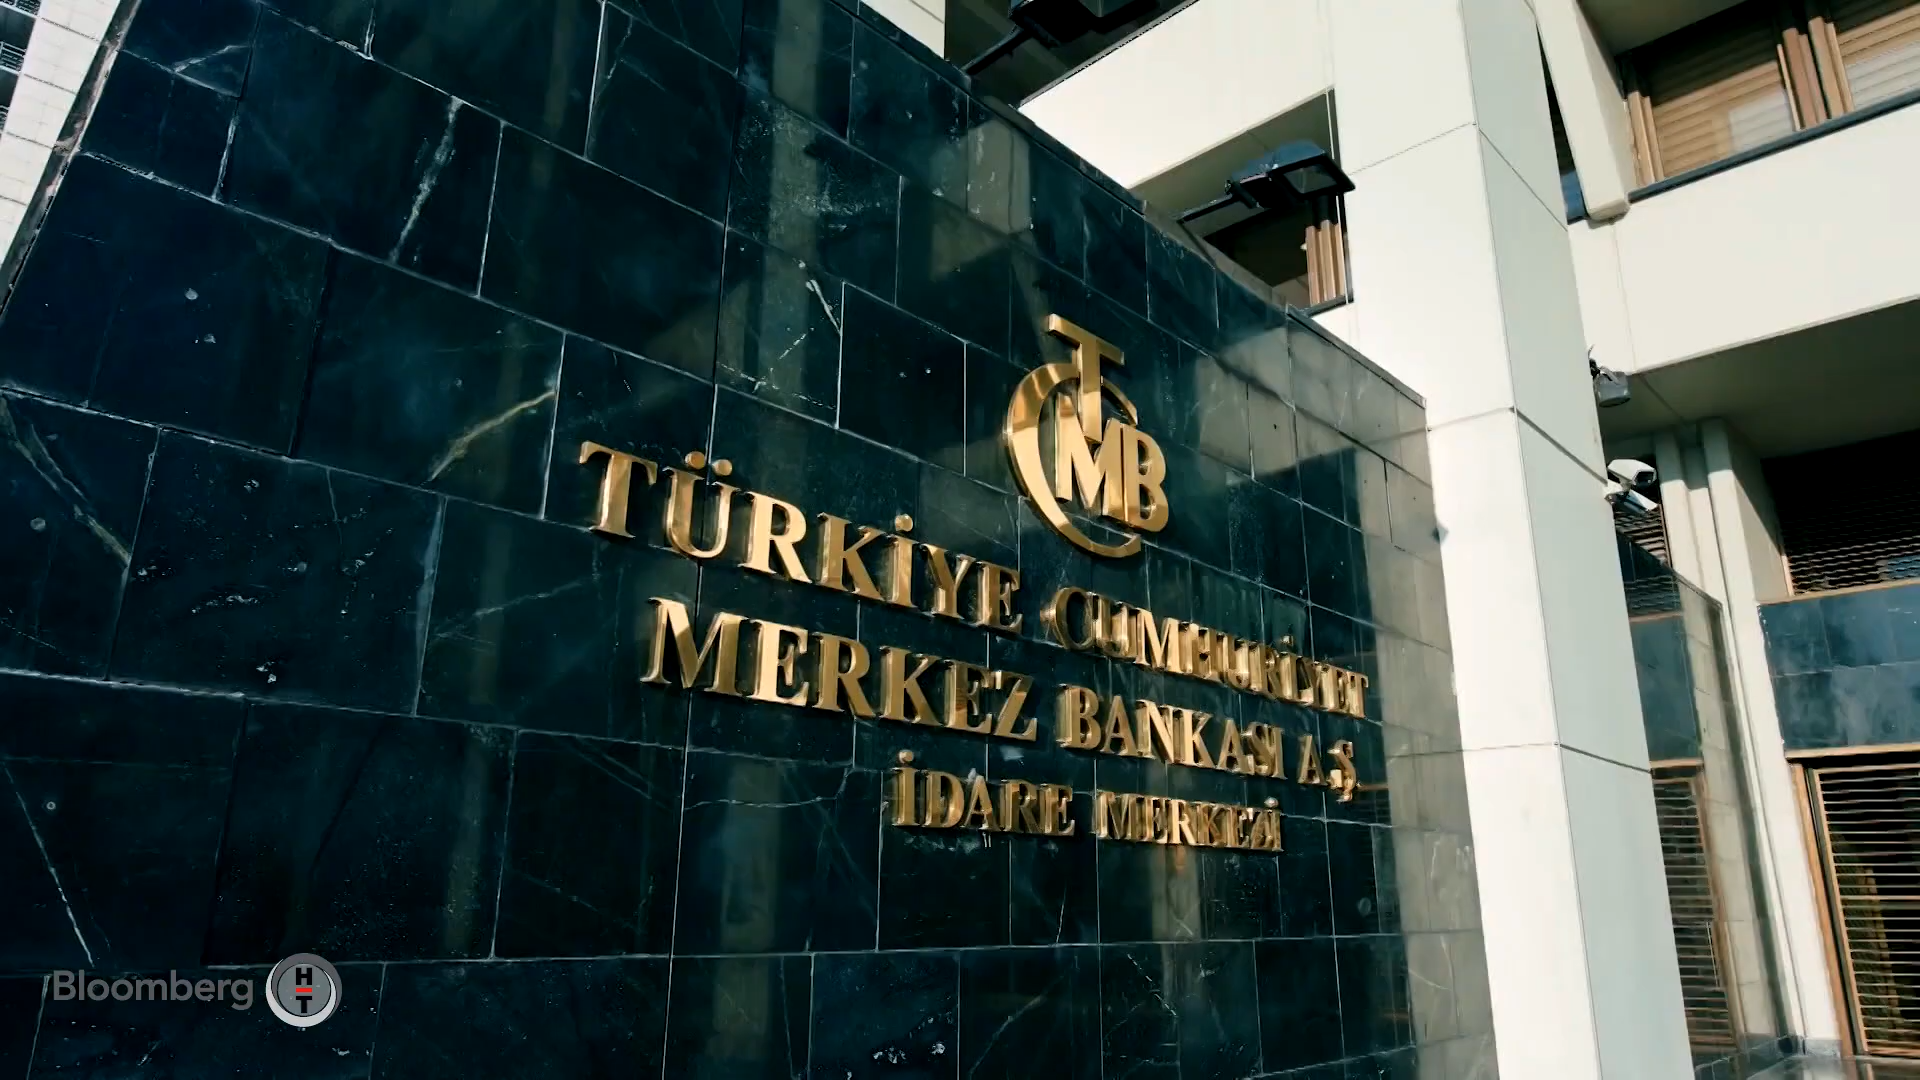 TCMB
TÜRKİYE CUMHURİYET
MERKEZ BANKASI A.Ş.
İDARE MERKEZİ
Bloomberg HT